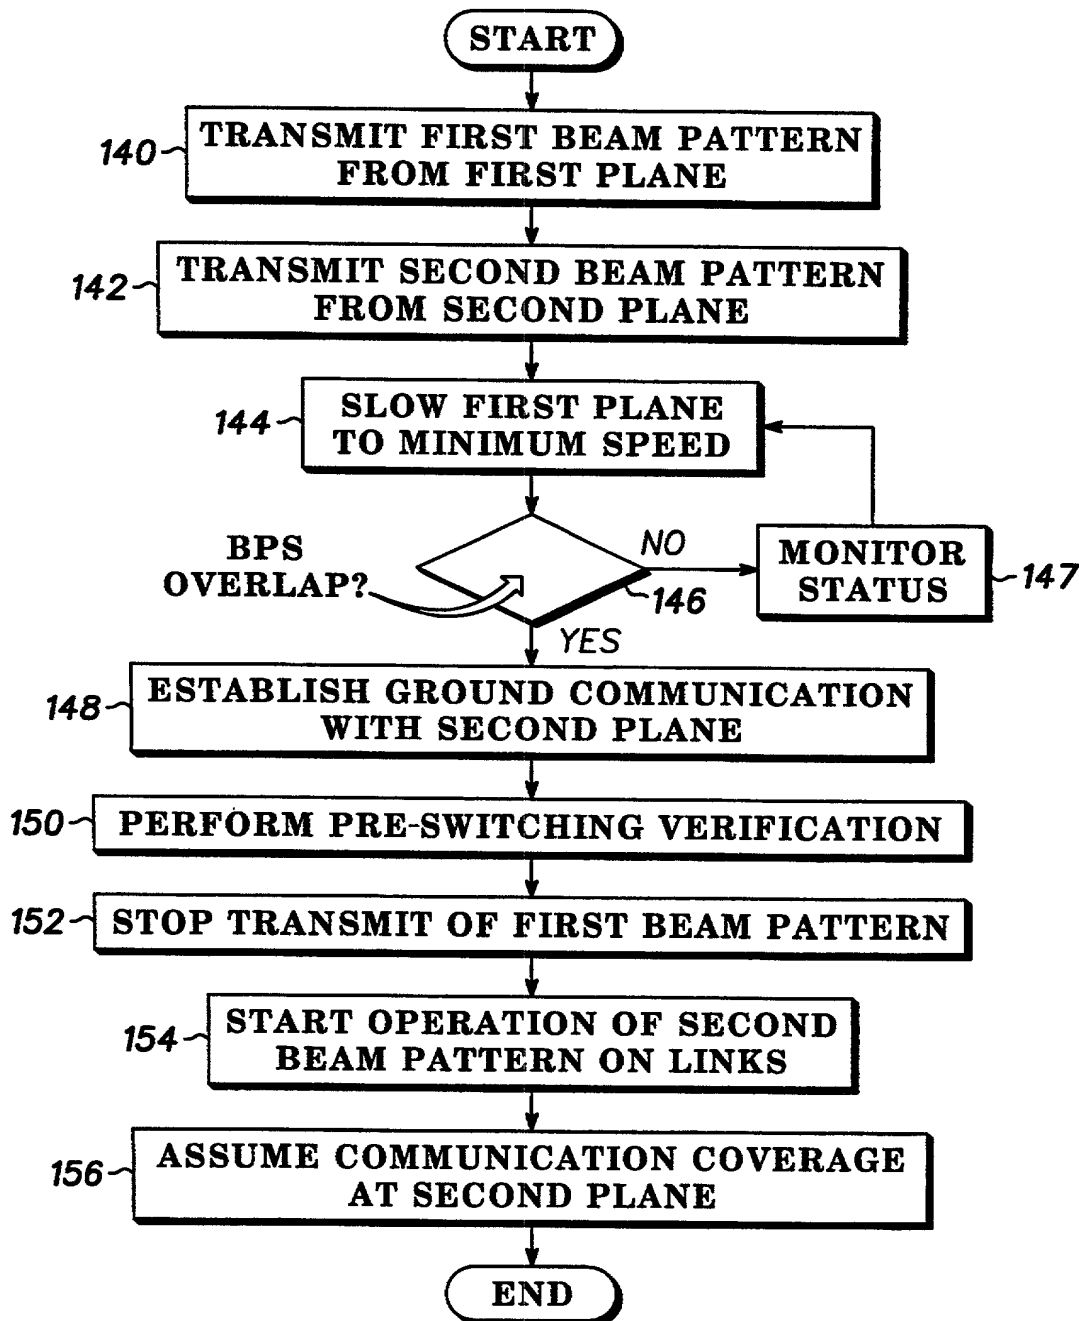 START
140
TRANSMIT FIRST BEAM PATTERN
FROM FIRST PLANE
142
TRANSMIT SECOND BEAM PATTERN
FROM SECOND PLANE
144
SLOW FIRST PLANE
TO MINIMUM SPEED
BPS
OVERLAP?
NO
146
MONITOR
STATUS
147
YES
148
ESTABLISH GROUND COMMUNICATION
WITH SECOND PLANE
150
PERFORM PRE-SWITCHING VERIFICATION
152
STOP TRANSMIT OF FIRST BEAM PATTERN
154
START OPERATION OF SECOND
BEAM PATTERN ON LINKS
156
ASSUME COMMUNICATION COVERAGE
AT SECOND PLANE
END